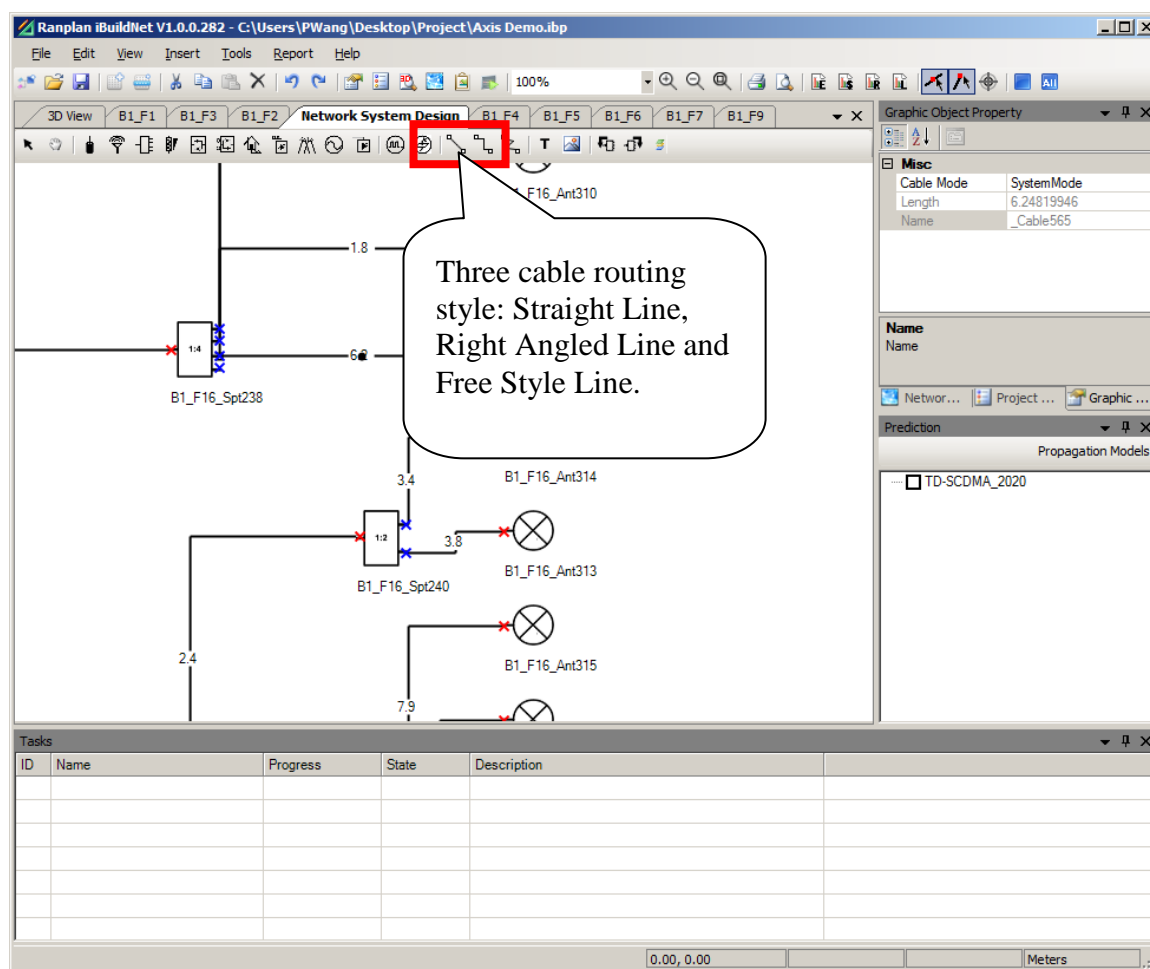 Ranplan iBuildNet V1.0.0.282 - C:\Users\PWang\Desktop\Project\Axis Demo.ibp
File Edit View Insert Tools Report Help
100%
3D View B1_F1 B1_F3 B1_F2 Network System Design B1_F4 B1_F5 B1_F6 B1_F7 B1_F9
T
F16_Ant310
1.8
Three cable routing
style: Straight Line,
Right Angled Line and
Free Style Line.
1:4
B1_F16_Spt238
3.4
B1_F16_Ant314
1:2
3.8
B1_F16_Spt240
B1_F16_Ant313
2.4
B1_F16_Ant315
7.9
Graphic Object Property
Misc
Cable Mode SystemMode
Length 6.24819946
Name _Cable565
Name
Name
Networ... Project ... Graphic ...
Prediction
Propagation Models
TD-SCDMA_2020
Tasks
ID Name Progress State Description
0.00, 0.00 Meters